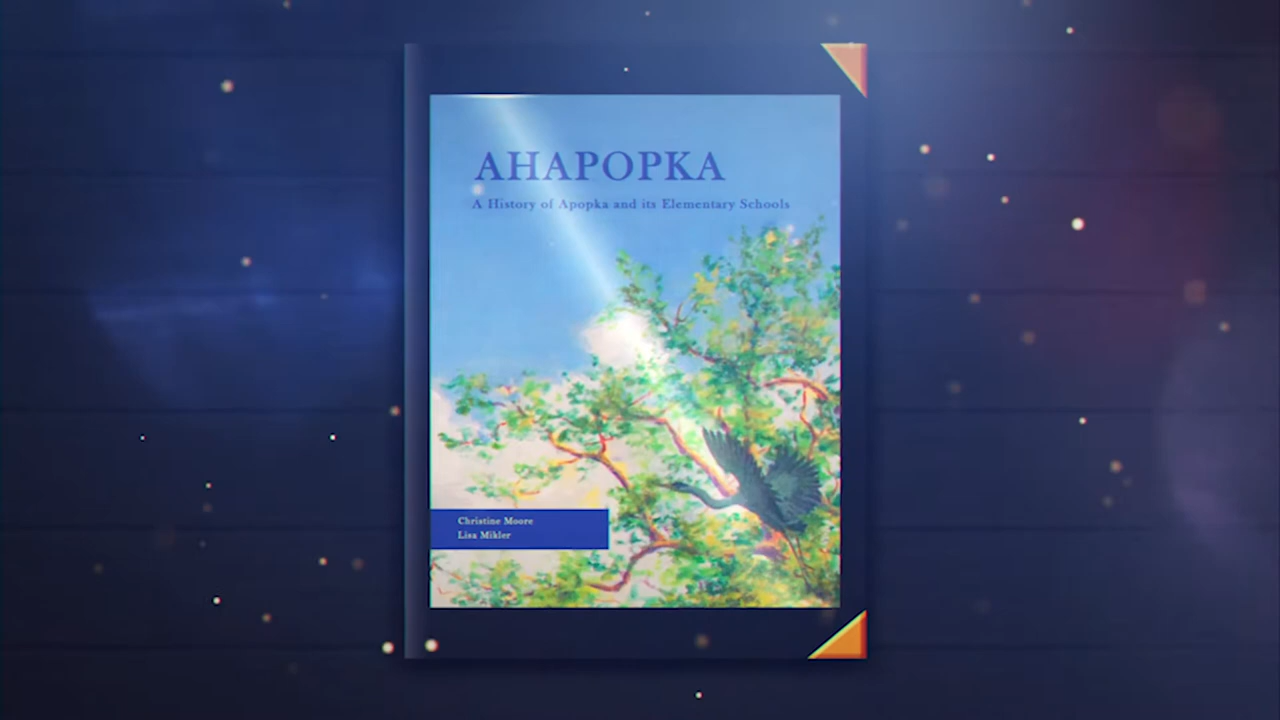 AHAPOPKA
A History of Apopka and its Elementary Schools
Christine Moore
Lisa Mikler